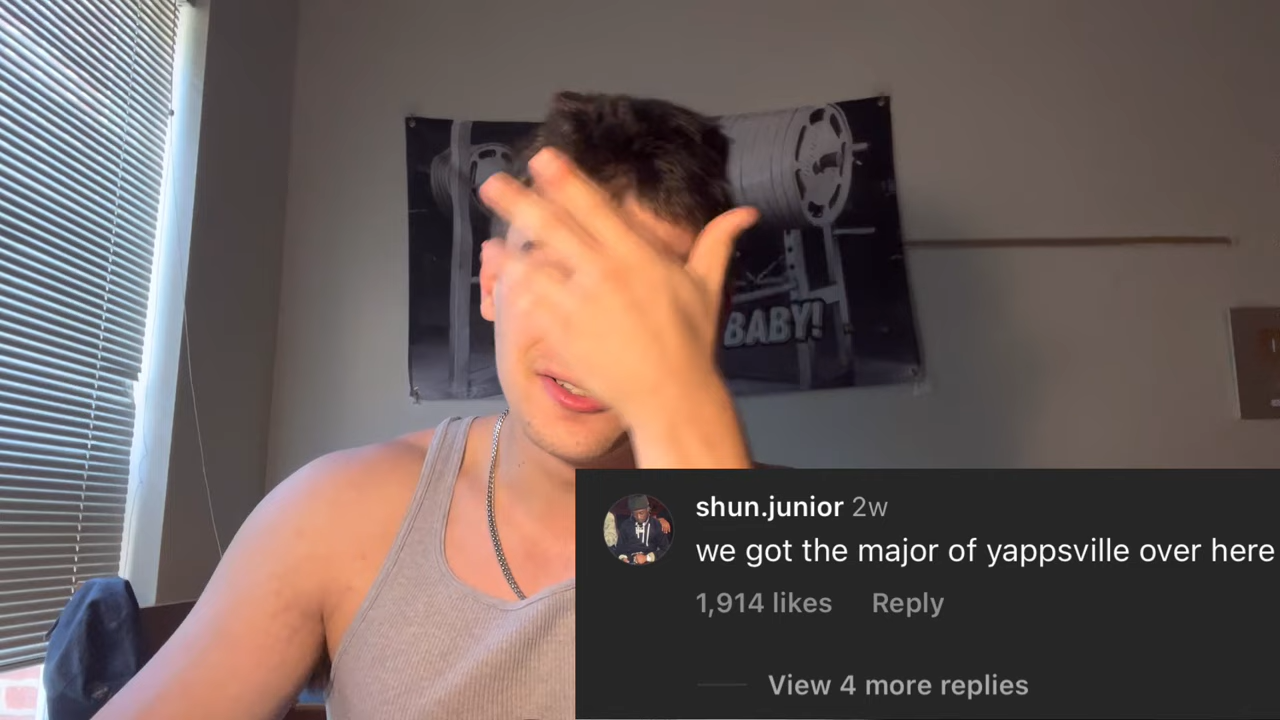 BABY!
shun.junior 2w
we got the major of yappsville over here
1,914 likes Reply
View 4 more replies